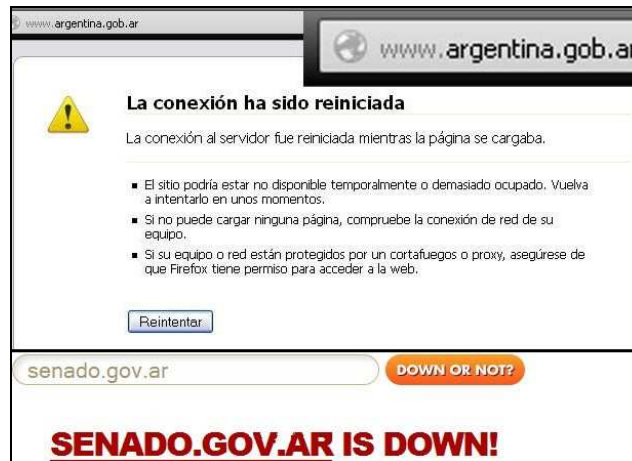 www.argentina.gob.ar
www.argentina.gob.ar
La conexión ha sido reiniciada
La conexión al servidor fue reiniciada mientras la página se cargaba.
El sitio podría estar no disponible temporalmente o demasiado ocupado. Vuelva
a intentarlo en unos momentos.
Si no puede cargar ninguna página, compruebe la conexión de red de su
equipo.
Si su equipo o red están protegidos por un cortafuegos o proxy, asegúrese de
que Firefox tiene permiso para acceder a la web.
Reintentar
senado.gov.ar
DOWN OR NOT?
SENADO.GOV.AR IS DOWN!